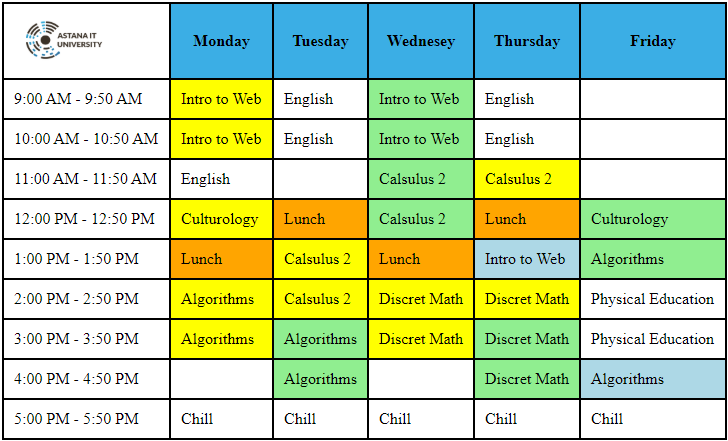 ASTANA IT
UNIVERSITY
Monday Tuesday Wednesey Thursday Friday
9:00 AM - 9:50 AM Intro to Web English Intro to Web English
10:00 AM - 10:50 AM Intro to Web English Intro to Web English
11:00 AM - 11:50 AM English Calsulus 2 Calsulus 2
12:00 PM - 12:50 PM Culturology Lunch Calsulus 2 Lunch Culturology
1:00 PM - 1:50 PM Lunch Calsulus 2 Lunch Intro to Web Algorithms
2:00 PM - 2:50 PM Algorithms Calsulus 2 Discret Math Discret Math Physical Education
3:00 PM - 3:50 PM Algorithms Algorithms Discret Math Discret Math Physical Education
4:00 PM - 4:50 PM Algorithms Discret Math Algorithms
5:00 PM - 5:50 PM Chill Chill Chill Chill Chill